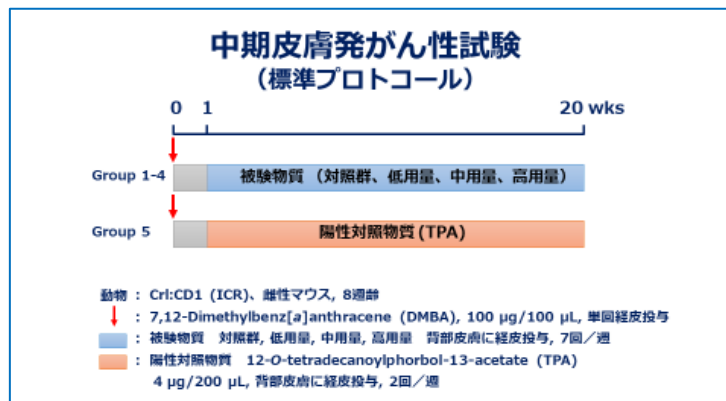 中期皮膚発がん性試験
（標準プロトコール）
0 1 20 wks
Group 1-4 被験物質 （対照群、低用量、中用量、高用量）
Group 5 陽性対照物質 (TPA)
動物 : Crl:CD1 (ICR)、雌性マウス, 8週齢
: 7,12-Dimethylbenz[a]anthracene (DMBA), 100 μg/100 μL, 単回経皮投与
: 被験物質 対照群, 低用量, 中用量, 高用量 背部皮膚に経皮投与, 7回／週
: 陽性対照物質 12-O-tetradecanoylphorbol-13-acetate (TPA)
4 μg/200 μL, 背部皮膚に経皮投与, 2回／週